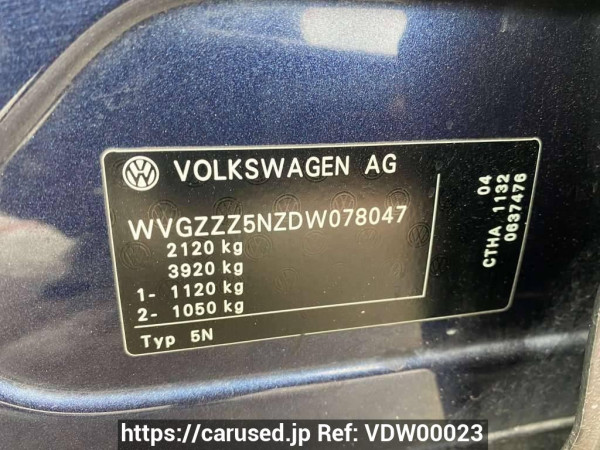 VOLKSWAGEN AG
WVGZZZ5NZDW078047
2120 kg
3920 kg
1- 1120 kg
2- 1050 kg
Typ 5N
04
CTHA 1132
0637476
https://carused.jp Ref: VDW00023